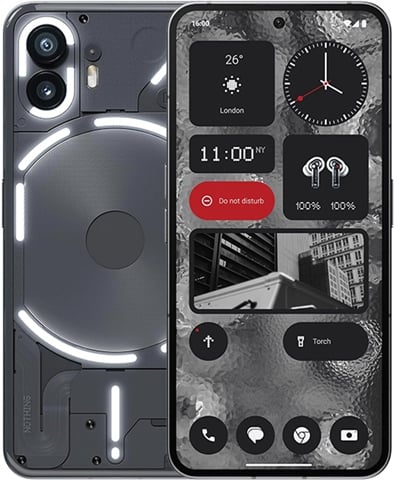 16:00
26°
London
11:00 NY
100% 100%
Do not disturb
Torch
NOTHING